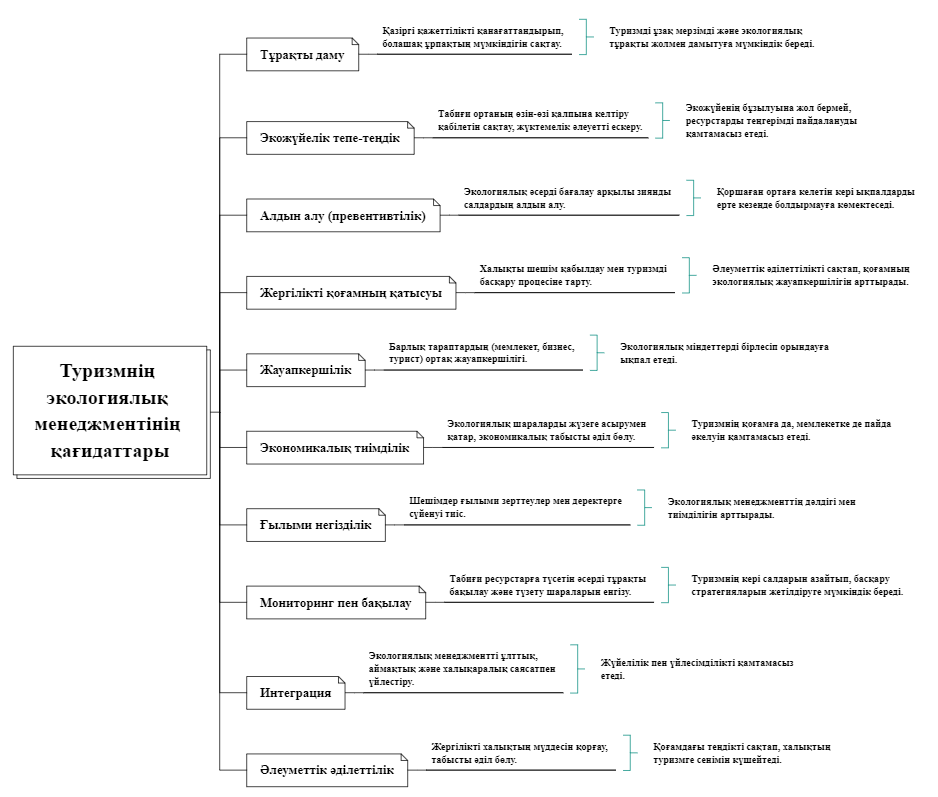 Туризмнің
экологиялық
менеджментінің
қағидаттары
Тұрақты даму
Қазіргі қажеттілікті қанағаттандырып,
болашақ ұрпақтың мүмкіндігін сақтау.
Туризмді ұзақ мерзімді және экологиялық
тұрақты жолмен дамытуға мүмкіндік береді.
Экожүйелік тепе-теңдік
Табиғи ортаның өзін-өзі қалпына келтіру
қабілетін сақтау, жүктемелік әлеуетті ескеру.
Экожүйенің бұзылуына жол бермей,
ресурстарды теңгерімді пайдалануды
қамтамасыз етеді.
Алдын алу (превентивтілік)
Экологиялық әсерді бағалау арқылы зиянды
салдардың алдын алу.
Қоршаған ортаға келетін кері ықпалдарды
ерте кезеңде болдырмауға көмектеседі.
Жергілікті қоғамның қатысуы
Халықты шешім қабылдау мен туризмді
басқару процесіне тарту.
Әлеуметтік әділеттілікті сақтап, қоғамның
экологиялық жауапкершілігін арттырады.
Жауапкершілік
Барлық тараптардың (мемлекет, бизнес,
турист) ортақ жауапкершілігі.
Экологиялық міндеттерді бірлесіп орындауға
ықпал етеді.
Экономикалық тиімділік
Экологиялық шараларды жүзеге асырумен
қатар, экономикалық табысты әділ бөлу.
Туризмнің қоғамға да, мемлекетке де пайда
әкелуін қамтамасыз етеді.
Ғылыми негізділік
Шешімдер ғылыми зерттеулер мен деректерге
сүйенуі тиіс.
Экологиялық менеджменттің дәлдігі мен
тиімділігін арттырады.
Мониторинг пен бақылау
Табиғи ресурстарға түсетін әсерді тұрақты
бақылау және түзету шараларын енгізу.
Туризмнің кері салдарын азайтып, басқару
стратегияларын жетілдіруге мүмкіндік береді.
Интеграция
Экологиялық менеджментті ұлттық,
аймақтық және халықаралық саясатпен
үйлестіру.
Жүйелілік пен үйлесімділікті қамтамасыз
етеді.
Әлеуметтік әділеттілік
Жергілікті халықтың мүддесін қорғау,
табысты әділ бөлу.
Қоғамдағы теңдікті сақтап, халықтың
туризмге сенімін күшейтеді.